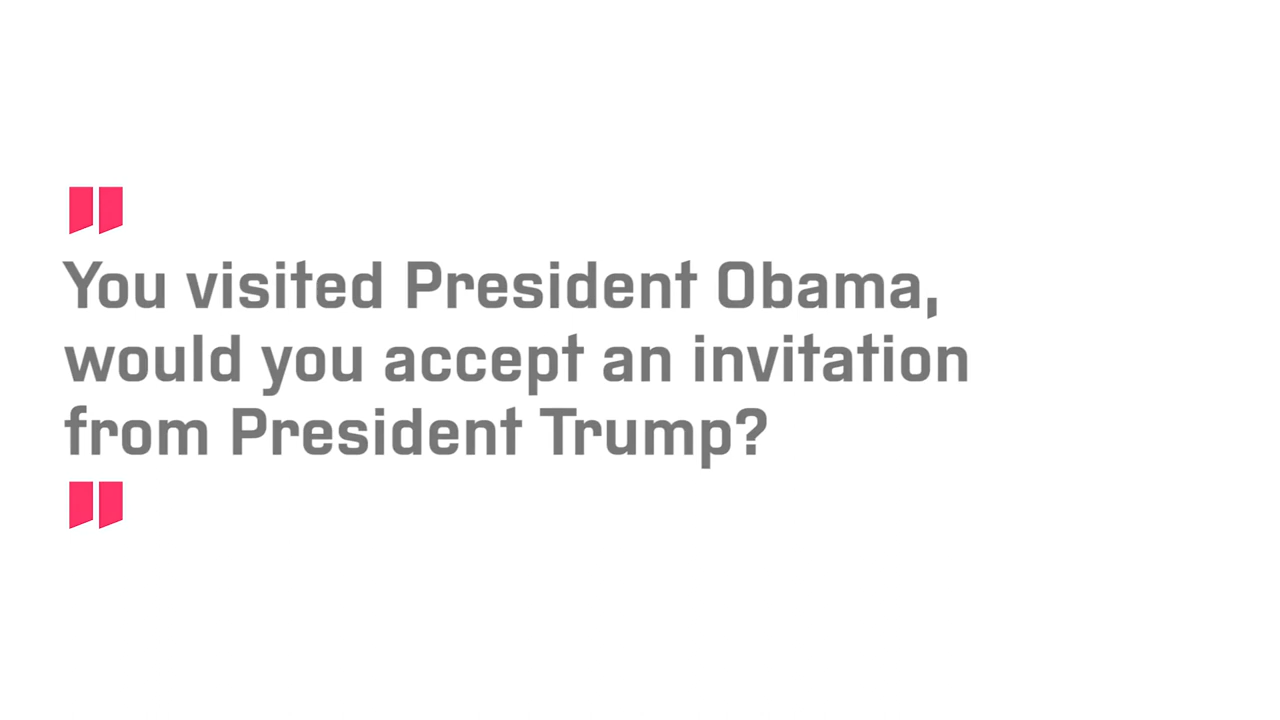 "
You visited President Obama,
would you accept an invitation
from President Trump?
"